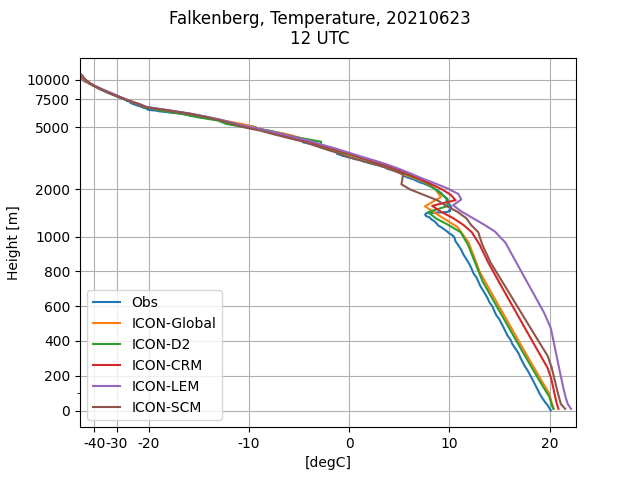 Falkenberg, Temperature, 20210623
12 UTC
Height [m]
10000
7500
5000
2000
1000
800
600
400
200
0
Obs
ICON-Global
ICON-D2
ICON-CRM
ICON-LEM
ICON-SCM
-40 -30 -20 -10 0 10 20
[degC]